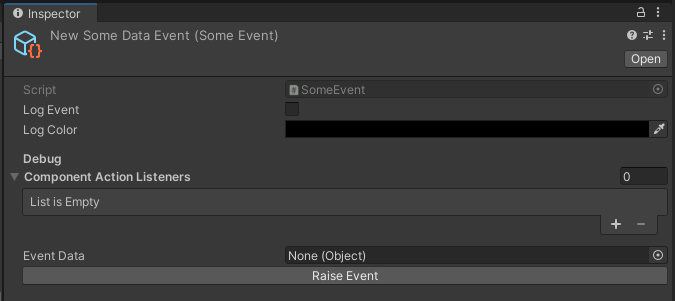 Inspector
New Some Data Event (Some Event)
Open
Script SomeEvent
Log Event
Log Color
Debug
Component Action Listeners 0
List is Empty
Event Data None (Object)
Raise Event